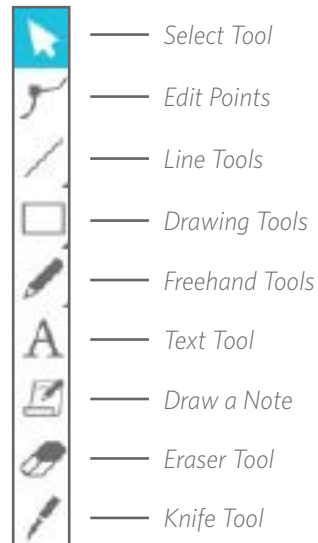 Select Tool
Edit Points
Line Tools
Drawing Tools
Freehand Tools
A Text Tool
Draw a Note
Eraser Tool
Knife Tool